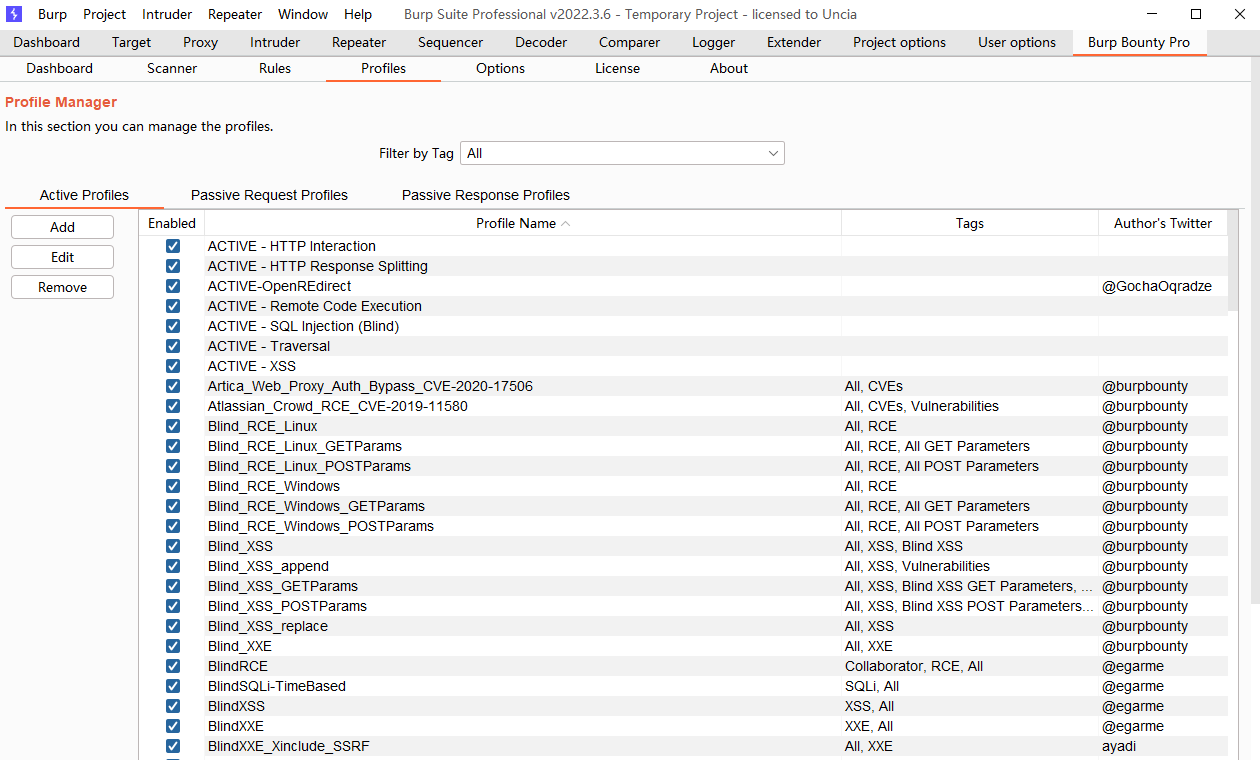 Burp Project Intruder Repeater Window Help Burp Suite Professional v2022.3.6 - Temporary Project - licensed to Uncia
Dashboard Target Proxy Intruder Repeater Sequencer Decoder Comparer Logger Extender Project options User options Burp Bounty Pro
Dashboard Scanner Rules Profiles Options License About
Profile Manager
In this section you can manage the profiles.
Filter by Tag All
Active Profiles Passive Request Profiles Passive Response Profiles
Add
Edit
Remove
Enabled Profile Name Tags Author's Twitter
ACTIVE - HTTP Interaction
ACTIVE - HTTP Response Splitting
ACTIVE-OpenREdirect @GochaOqradze
ACTIVE - Remote Code Execution
ACTIVE - SQL Injection (Blind)
ACTIVE - Traversal
ACTIVE - XSS
Artica_Web_Proxy_Auth_Bypass_CVE-2020-17506 All, CVEs @burpbounty
Atlassian_Crowd_RCE_CVE-2019-11580 All, CVEs, Vulnerabilities @burpbounty
Blind_RCE_Linux All, RCE @burpbounty
Blind_RCE_Linux_GETParams All, RCE, All GET Parameters @burpbounty
Blind_RCE_Linux_POSTParams All, RCE, All POST Parameters @burpbounty
Blind_RCE_Windows All, RCE @burpbounty
Blind_RCE_Windows_GETParams All, RCE, All GET Parameters @burpbounty
Blind_RCE_Windows_POSTParams All, RCE, All POST Parameters @burpbounty
Blind_XSS All, XSS, Blind XSS @burpbounty
Blind_XSS_append All, XSS, Vulnerabilities @burpbounty
Blind_XSS_GETParams All, XSS, Blind XSS GET Parameters, ... @burpbounty
Blind_XSS_POSTParams All, XSS, Blind XSS POST Parameters... @burpbounty
Blind_XSS_replace All, XSS @burpbounty
Blind_XXE All, XXE @burpbounty
BlindRCE Collaborator, RCE, All @egarme
BlindSQLi-TimeBased SQLi, All @egarme
BlindXSS XSS, All @egarme
BlindXXE XXE, All @egarme
BlindXXE_Xinclude_SSRF All, XXE ayadi